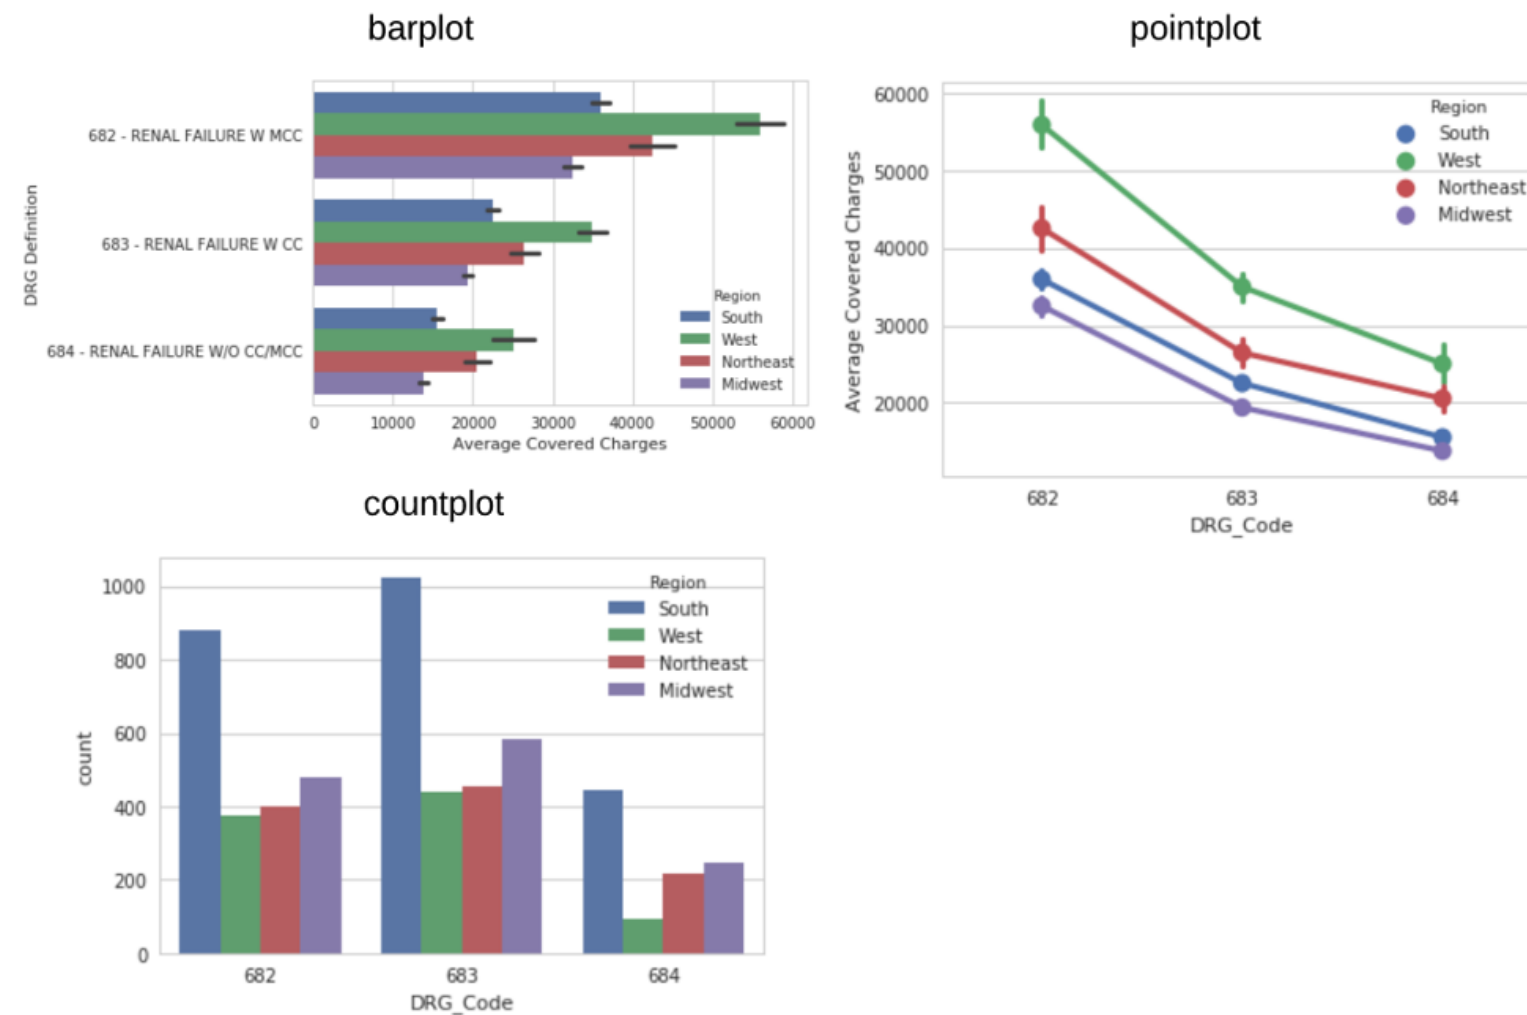 barplot
682 - RENAL FAILURE W MCC
683 - RENAL FAILURE W CC
684 - RENAL FAILURE W/O CC/MCC
DRG Definition
Region
South
West
Northeast
Midwest
0 10000 20000 30000 40000 50000 60000
Average Covered Charges
pointplot
60000
50000
40000
30000
20000
Average Covered Charges
Region
South
West
Northeast
Midwest
682 683 684
DRG_Code
countplot
1000
800
600
400
200
0
count
Region
South
West
Northeast
Midwest
682 683 684
DRG_Code